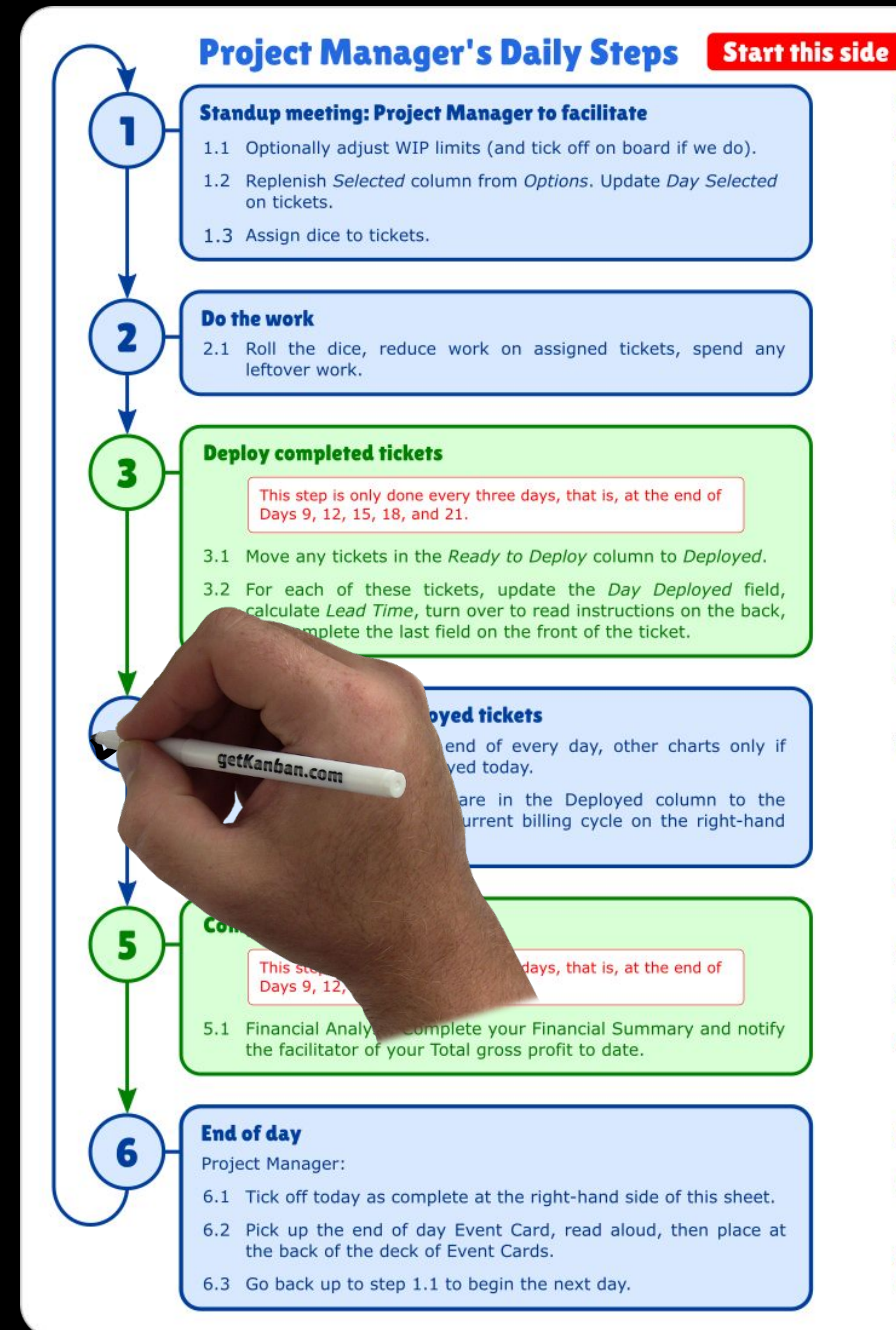 Project Manager's Daily Steps
Start this side
1
Standup meeting: Project Manager to facilitate
1.1 Optionally adjust WIP limits (and tick off on board if we do).
1.2 Replenish Selected column from Options. Update Day Selected
on tickets.
1.3 Assign dice to tickets.
2
Do the work
2.1 Roll the dice, reduce work on assigned tickets, spend any
leftover work.
3
Deploy completed tickets
This step is only done every three days, that is, at the end of
Days 9, 12, 15, 18, and 21.
3.1 Move any tickets in the Ready to Deploy column to Deployed.
3.2 For each of these tickets, update the Day Deployed field,
calculate Lead Time, turn over to read instructions on the back,
complete the last field on the front of the ticket.
tickets
end of every day, other charts only if
today.
are in the Deployed column to the
current billing cycle on the right-hand
getKanban.com
5
This days, that is, at the end of
Days 9, 12,
5.1 Financial Complete your Financial Summary and notify
the facilitator of your Total gross profit to date.
6
End of day
Project Manager:
6.1 Tick off today as complete at the right-hand side of this sheet.
6.2 Pick up the end of day Event Card, read aloud, then place at
the back of the deck of Event Cards.
6.3 Go back up to step 1.1 to begin the next day.